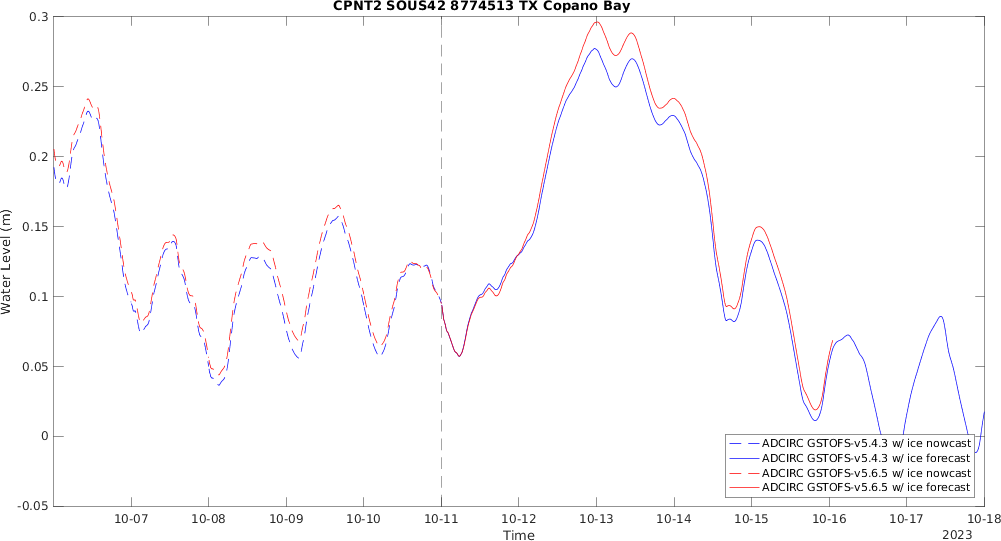 CPNT2 SOUS42 8774513 TX Copano Bay
0.3
0.25
0.2
0.15
0.1
0.05
0
-0.05
Water Level (m)
10-07 10-08 10-09 10-10 10-11 10-12 10-13 10-14 10-15 10-16 10-17 10-18
Time
2023
ADCIRC GSTOFS-v5.4.3 w/ ice nowcast
ADCIRC GSTOFS-v5.4.3 w/ ice forecast
ADCIRC GSTOFS-v5.6.5 w/ ice nowcast
ADCIRC GSTOFS-v5.6.5 w/ ice forecast